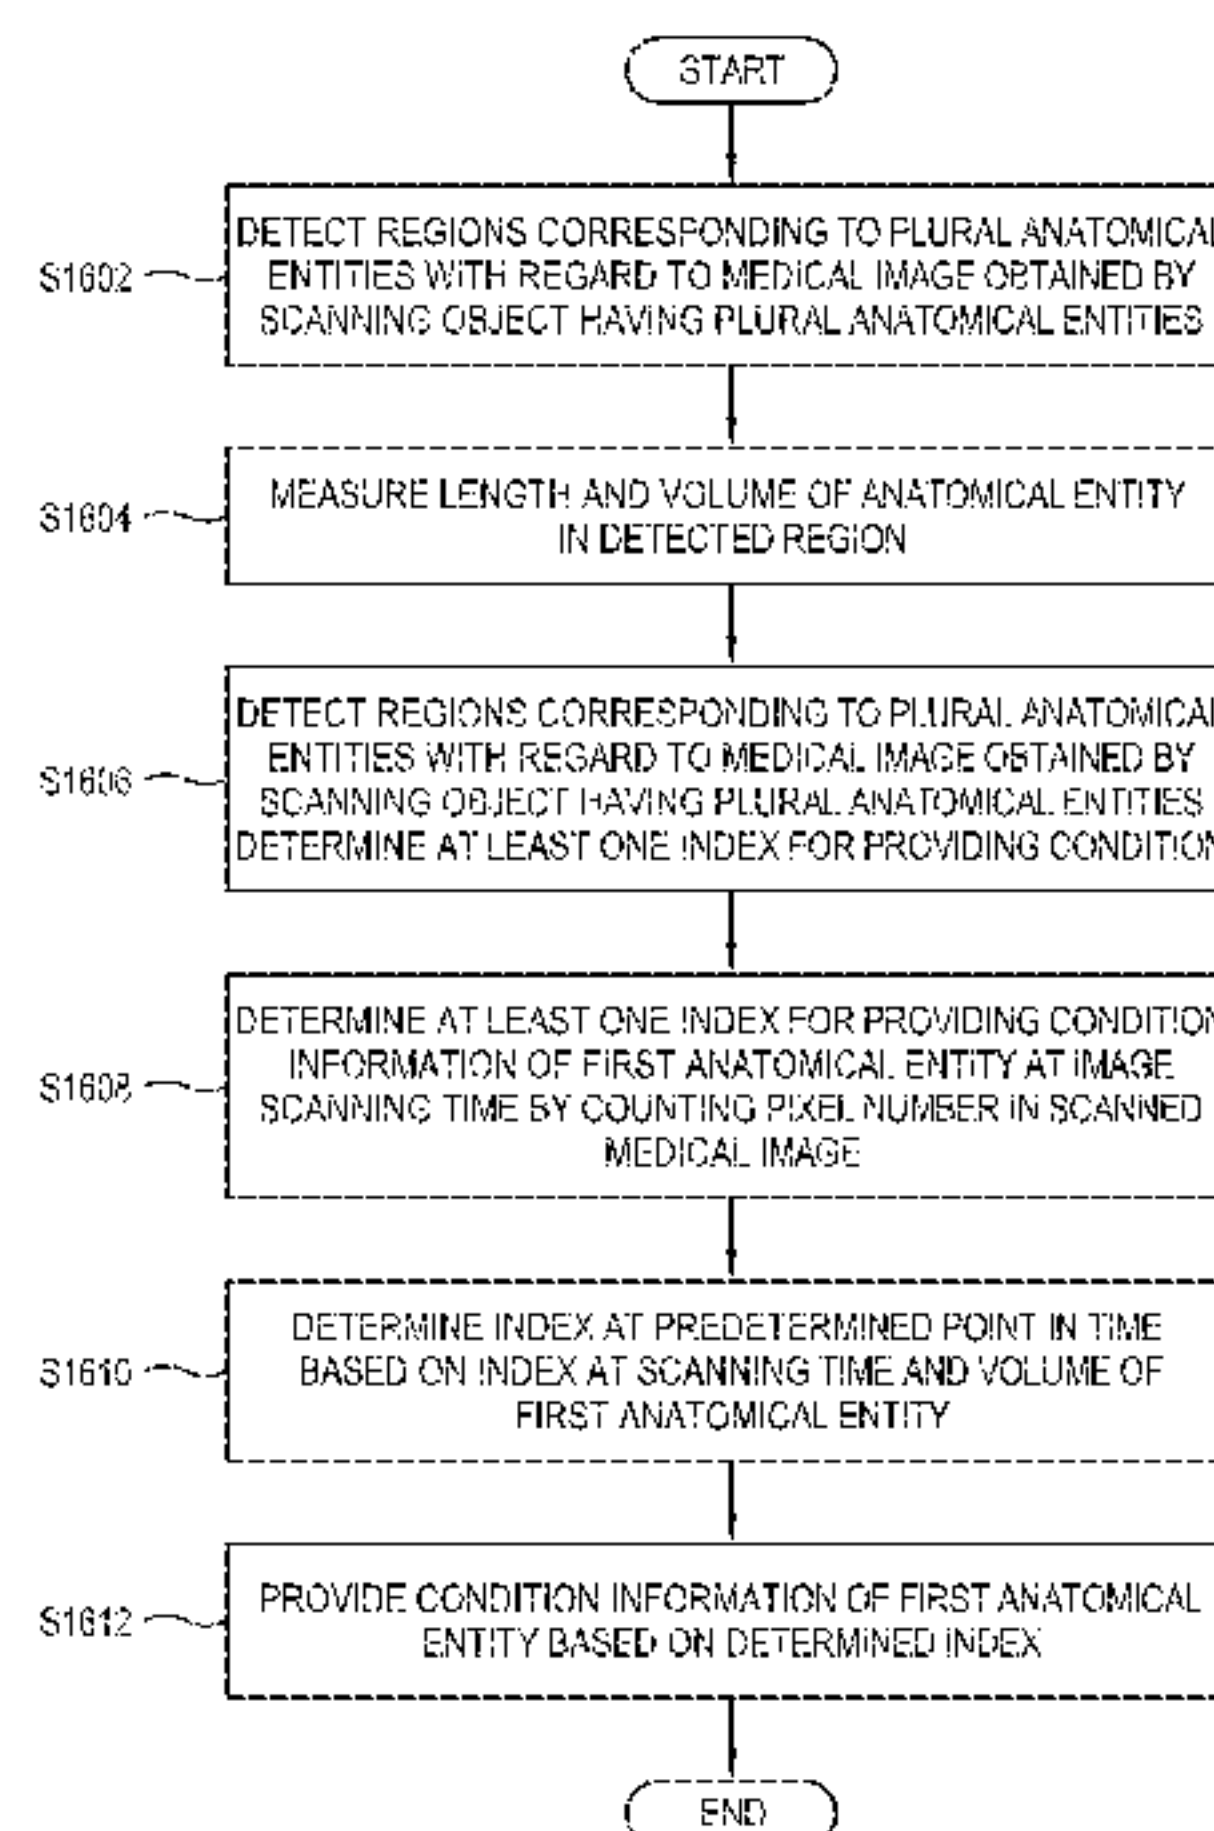 START
S1602
DETECT REGIONS CORRESPONDING TO PLURAL ANATOMICAL
ENTITIES WITH REGARD TO MEDICAL IMAGE OBTAINED BY
SCANNING OBJECT HAVING PLURAL ANATOMICAL ENTITIES
S1604
MEASURE LENGTH AND VOLUME OF ANATOMICAL ENTITY
IN DETECTED REGION
S1606
DETECT REGIONS CORRESPONDING TO PLURAL ANATOMICAL
ENTITIES WITH REGARD TO MEDICAL IMAGE OBTAINED BY
SCANNING OBJECT HAVING PLURAL ANATOMICAL ENTITIES
DETERMINE AT LEAST ONE INDEX FOR PROVIDING CONDITION
S1608
DETERMINE AT LEAST ONE INDEX FOR PROVIDING CONDITION
INFORMATION OF FIRST ANATOMICAL ENTITY AT IMAGE
SCANNING TIME BY COUNTING PIXEL NUMBER IN SCANNED
MEDICAL IMAGE
S1610
DETERMINE INDEX AT PREDETERMINED POINT IN TIME
BASED ON INDEX AT SCANNING TIME AND VOLUME OF
FIRST ANATOMICAL ENTITY
S1612
PROVIDE CONDITION INFORMATION OF FIRST ANATOMICAL
ENTITY BASED ON DETERMINED INDEX
END